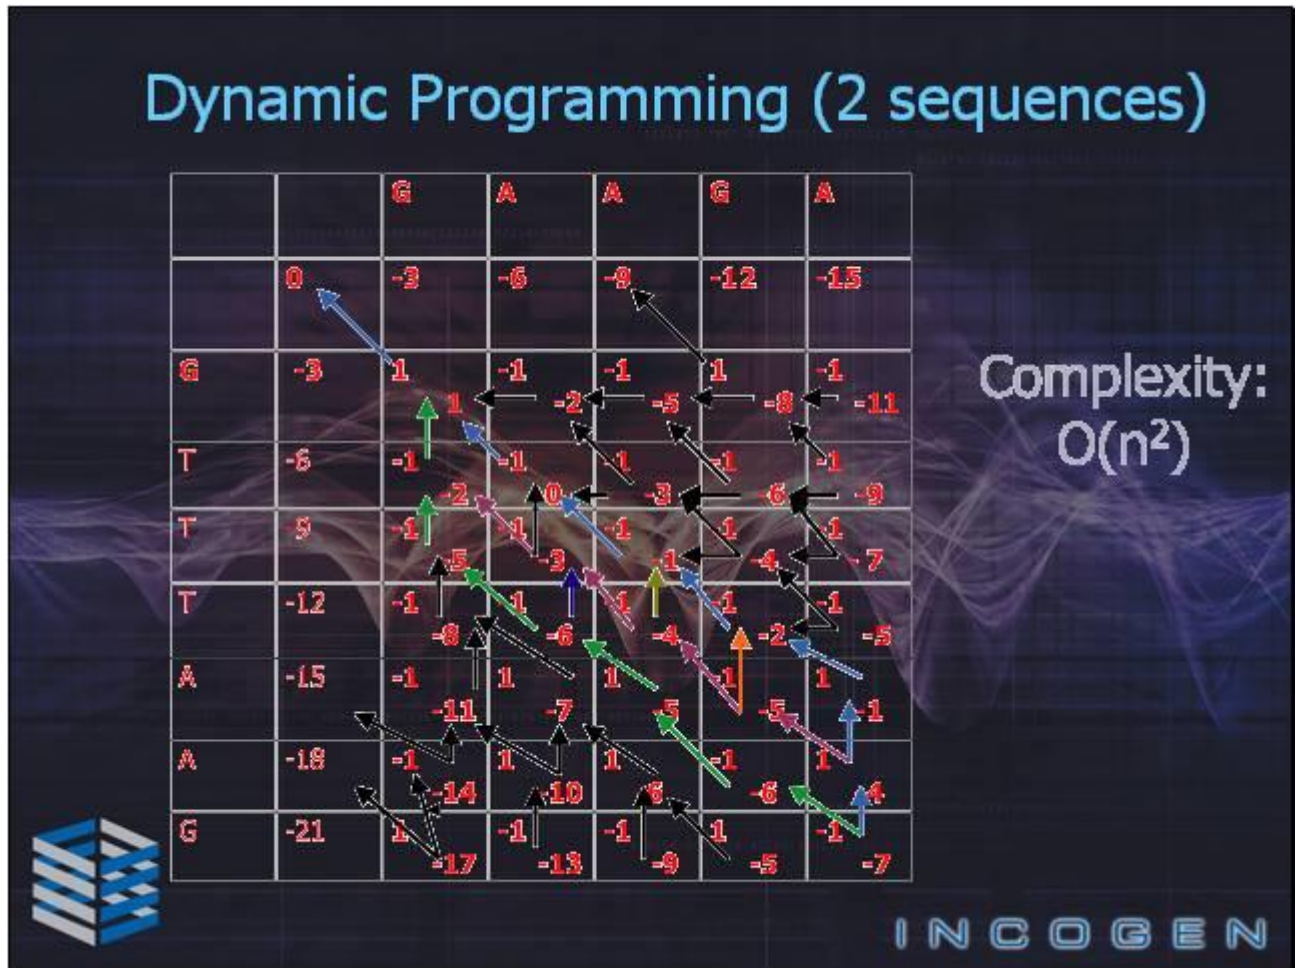 Dynamic Programming (2 sequences)
G A A G A
0 -3 -6 -9 -12 -15
G -3 1 -1 -1 1 -1
1 -2 -5 -8 -11
T -6 -1 -1 -1 -1 -1
-2 0 -3 -6 -9
T -9 -1 -1 -1 -1 -1
-5 -3 -1 -4 -7
T -12 -1 -1 -1 -1 -1
-8 -6 -4 -2 -5
A -15 -1 1 1 -1 1
-11 -7 -5 -5 -1
A -18 -1 1 1 -1 1
-14 -10 -6 -6 -4
G -21 1 -1 -1 1 -1
-17 -13 -9 -5 -7
Complexity:
O(n²)
INCOGEN